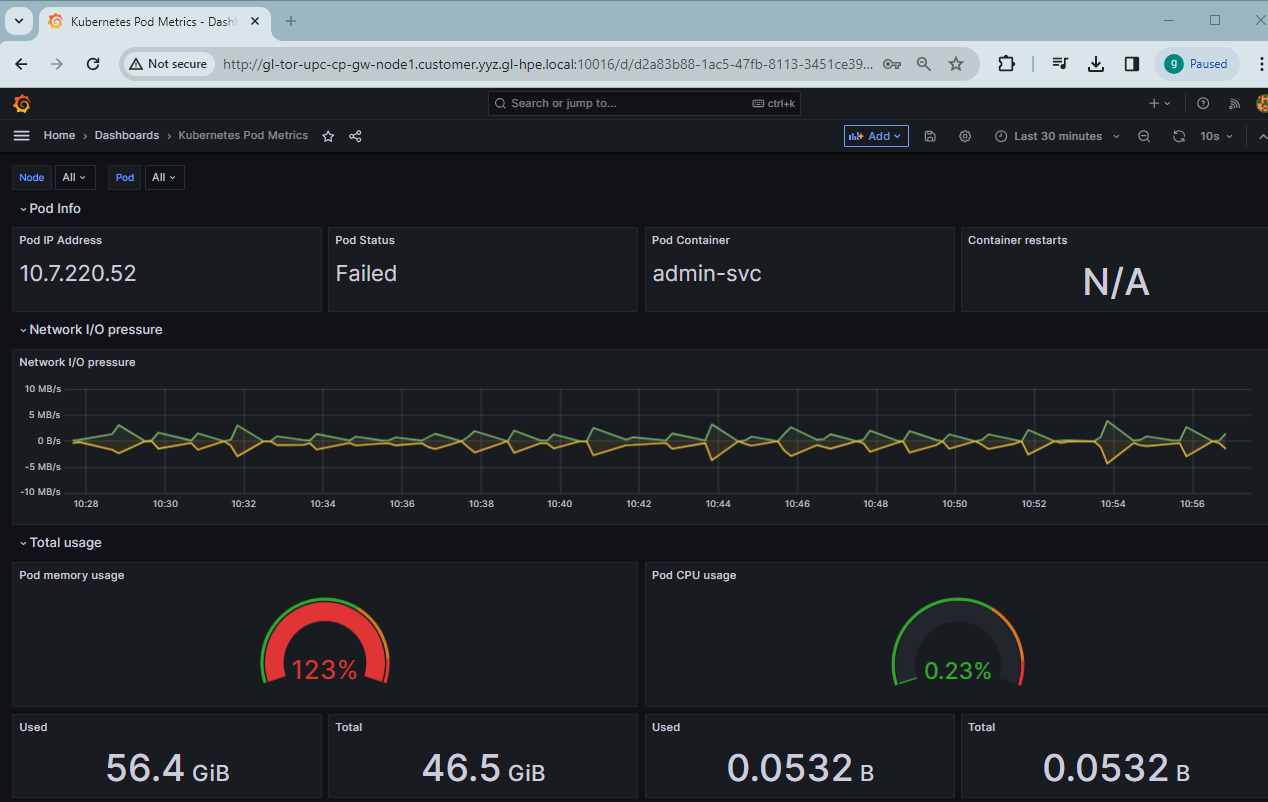 Kubernetes Pod Metrics - Dashb
Not secure
http://gl-tor-upc-cp-gw-node1.customer.yyz.gl-hpe.local:10016/d/d2a83b88-1ac5-47fb-8113-3451ce39...
g Paused
Search or jump to...
ctrl+k
Home › Dashboards › Kubernetes Pod Metrics
Add
Last 30 minutes
10s
Node All
Pod All
Pod Info
Pod IP Address
10.7.220.52
Pod Status
Failed
Pod Container
admin-svc
Container restarts
N/A
Network I/O pressure
Network I/O pressure
10 MB/s
5 MB/s
0 B/s
-5 MB/s
-10 MB/s
10:28 10:30 10:32 10:34 10:36 10:38 10:40 10:42 10:44 10:46 10:48 10:50 10:52 10:54 10:56
Total usage
Pod memory usage
123%
Pod CPU usage
0.23%
Used
56.4 GiB
Total
46.5 GiB
Used
0.0532 B
Total
0.0532 B